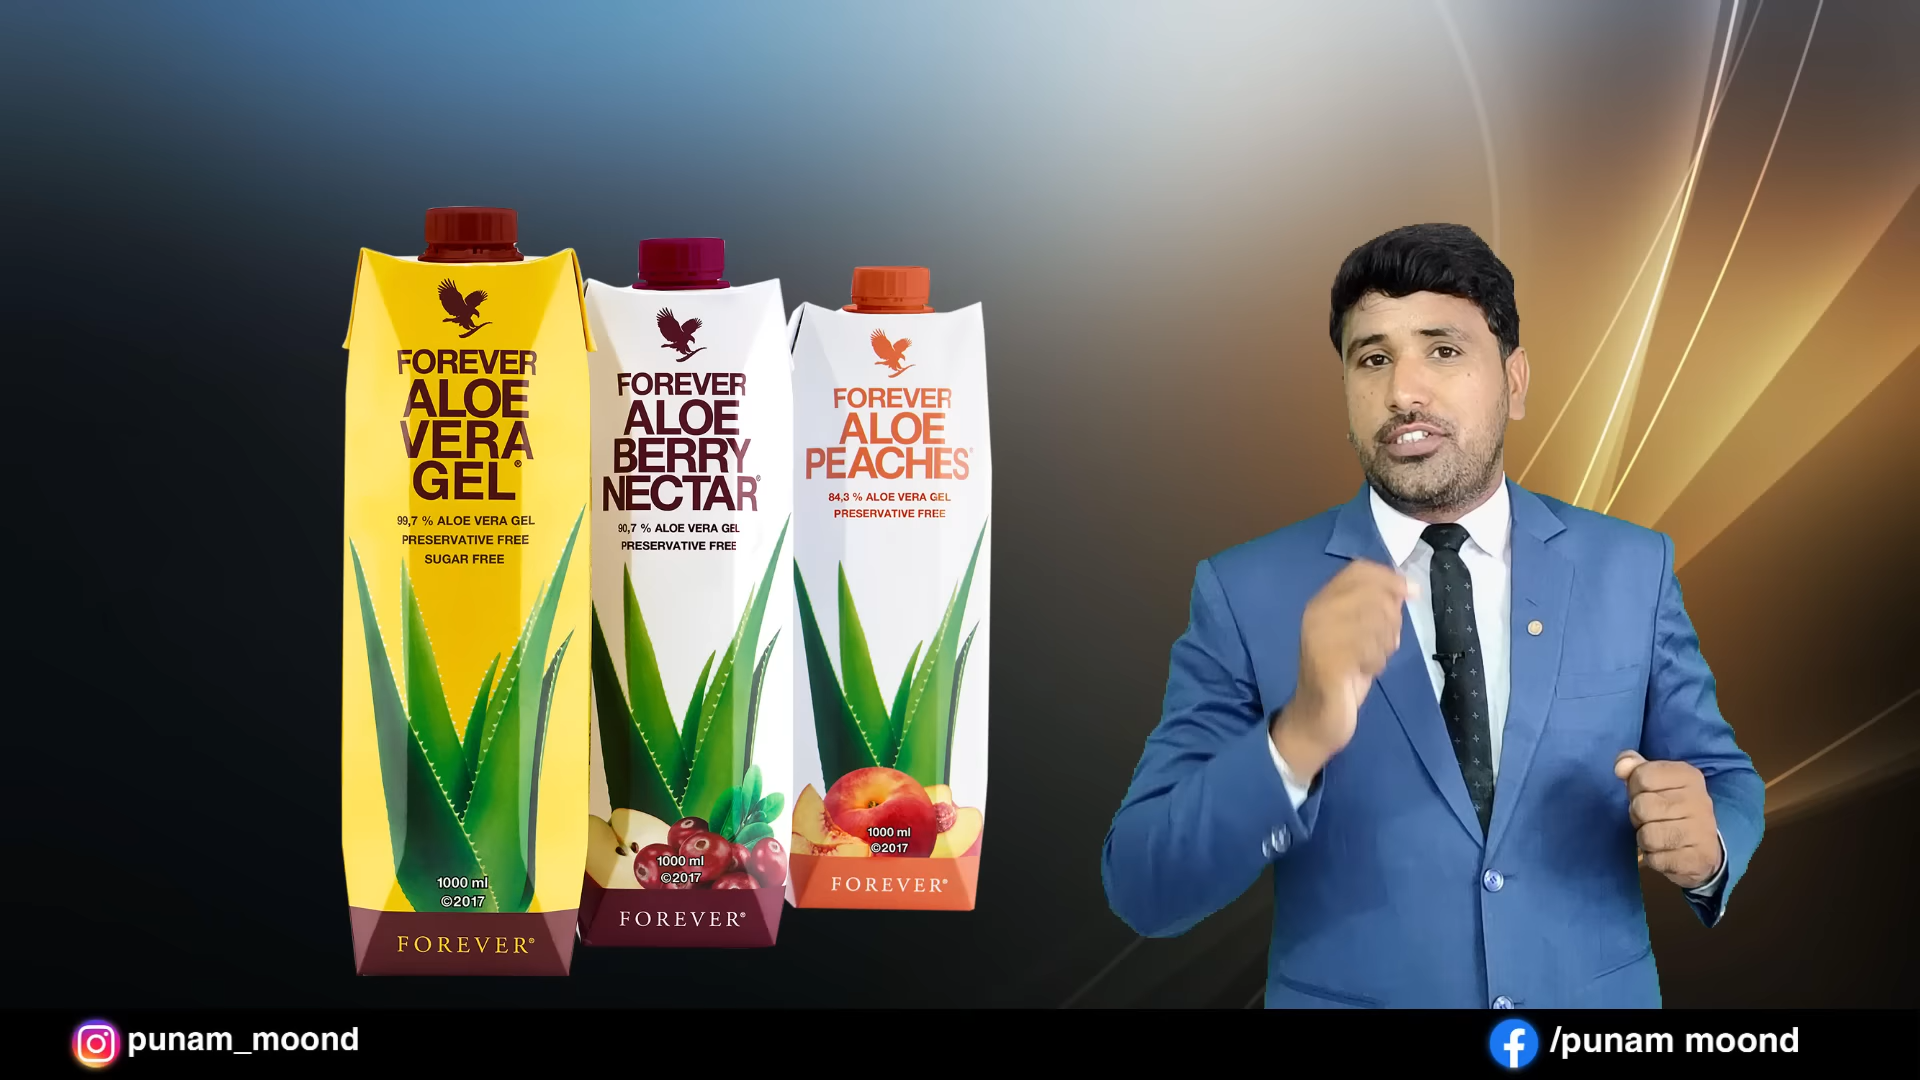 FOREVER
ALOE
VERA
GEL®
99,7 % ALOE VERA GEL
PRESERVATIVE FREE
SUGAR FREE
1000 ml
©2017
FOREVER®
FOREVER
ALOE
BERRY
NECTAR®
90,7 % ALOE VERA GEL
PRESERVATIVE FREE
1000 ml
©2017
FOREVER®
FOREVER
ALOE
PEACHES®
84,3 % ALOE VERA GEL
PRESERVATIVE FREE
1000 ml
©2017
FOREVER®
punam_moond
/punam moond